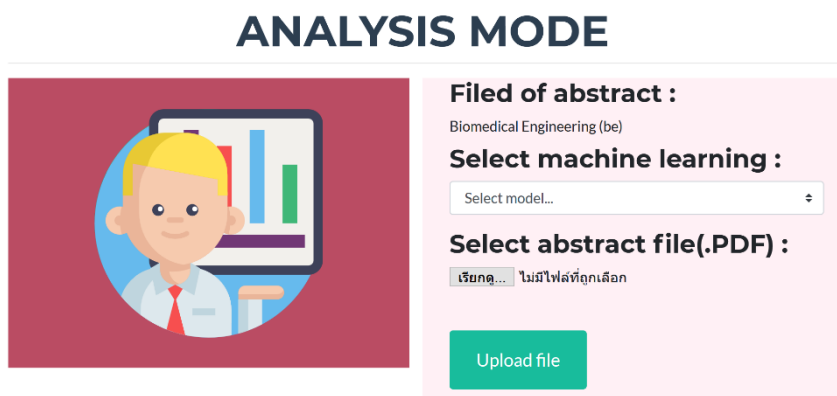 ANALYSIS MODE
Filed of abstract :
Biomedical Engineering (be)
Select machine learning :
Select model...
Select abstract file(.PDF) :
เรียกดู... ไม่มีไฟล์ที่ถูกเลือก
Upload file